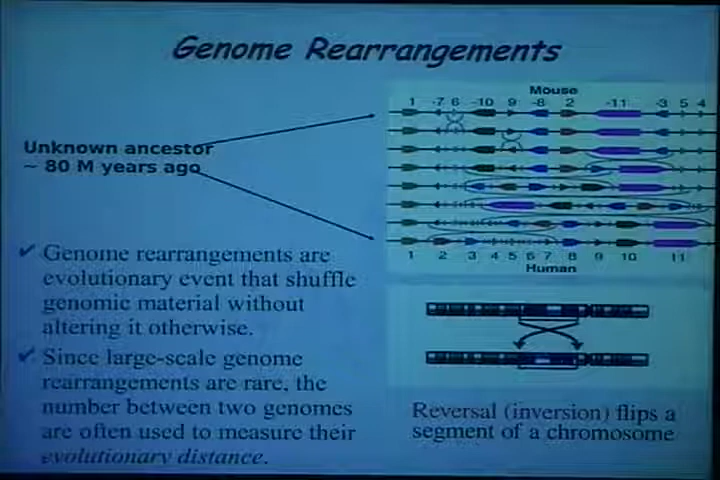 Genome Rearrangements
Mouse
1 -7 6 -10 9 -8 2 -11 -3 5 4
Unknown ancestor
~ 80 M years ago
1 2 3 4 5 6 7 8 9 10 11
Human
✔ Genome rearrangements are
evolutionary event that shuffle
genomic material without
altering it otherwise.
✔ Since large-scale genome
rearrangements are rare, the
number between two genomes
are often used to measure their
evolutionary distance.
Reversal (inversion) flips a
segment of a chromosome